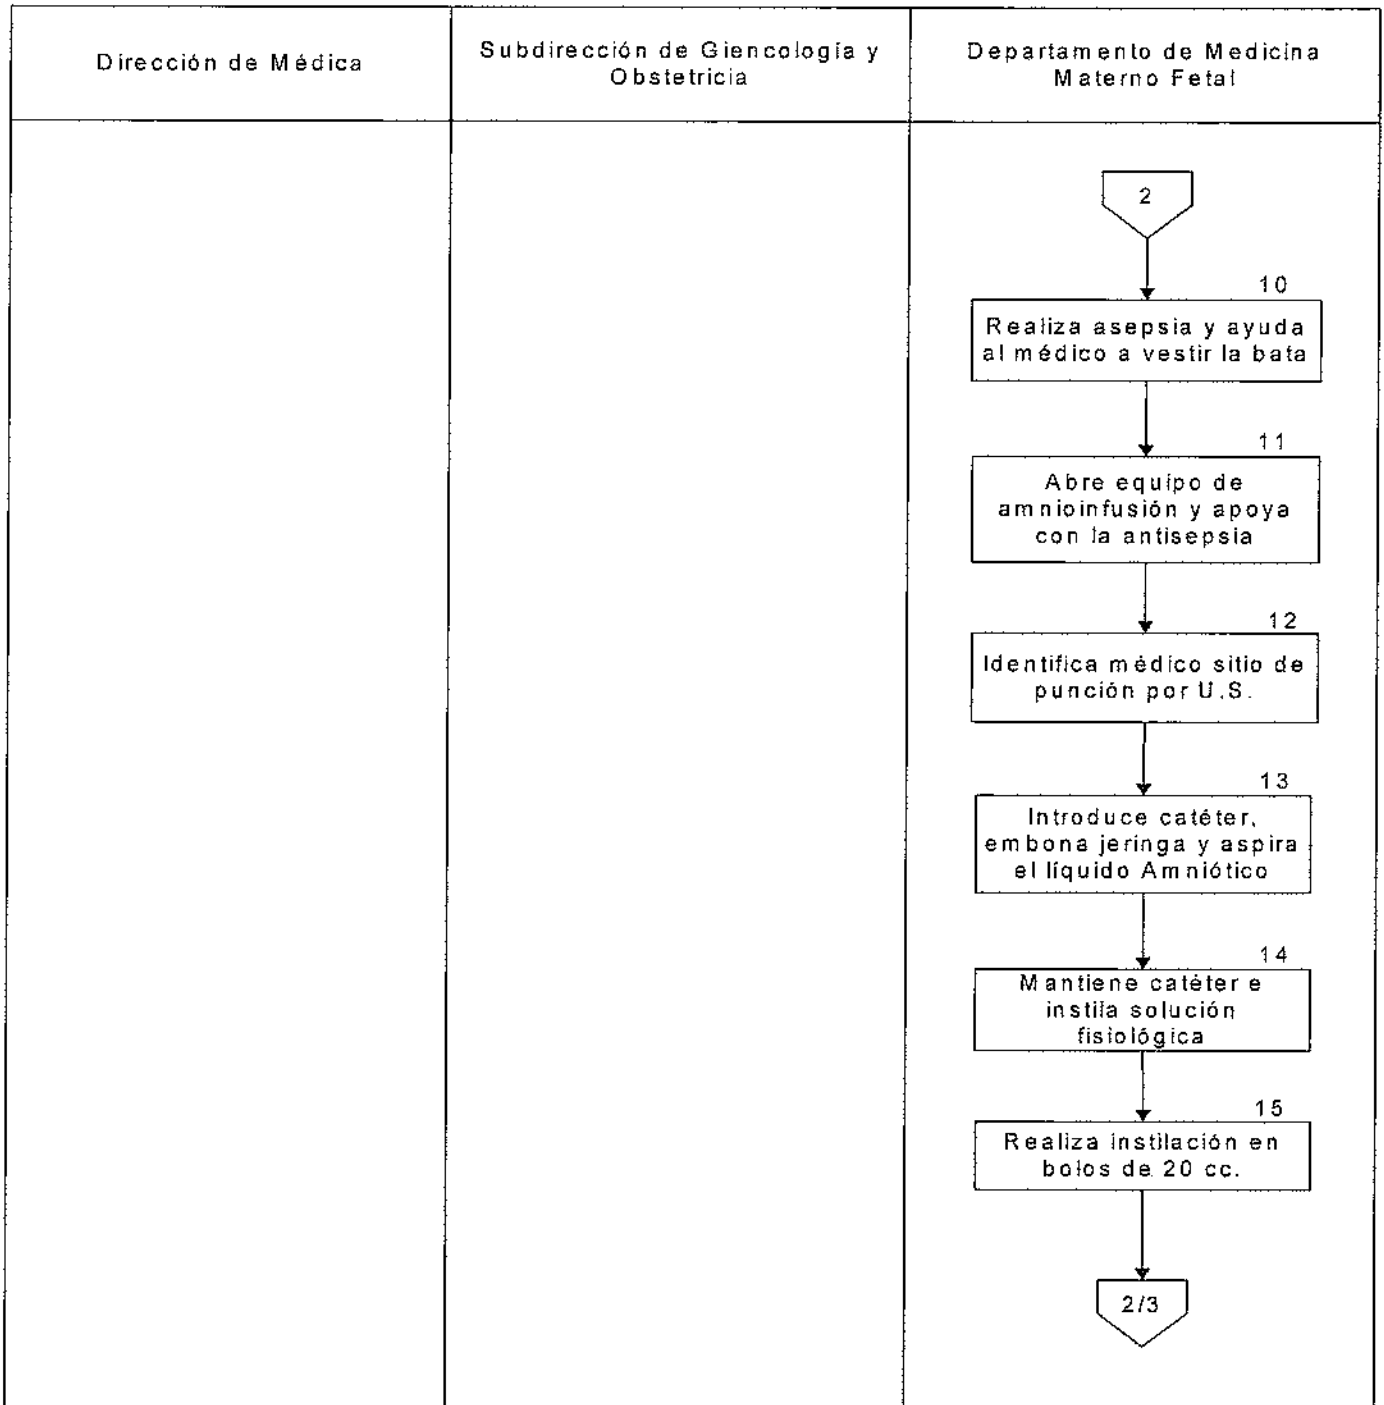 Dirección de Médica
Subdirección de Giencología y
Obstetricia
Departamento de Medicina
Materno Fetal
2
10
Realiza asepsia y ayuda
al médico a vestir la bata
11
Abre equipo de
amnioinfusión y apoya
con la antisepsia
12
Identifica médico sitio de
punción por U.S.
13
Introduce catéter,
embona jeringa y aspira
el líquido Amniótico
14
Mantiene catéter e
instila solución
fisiológica
15
Realiza instilación en
bolos de 20 cc.
2/3